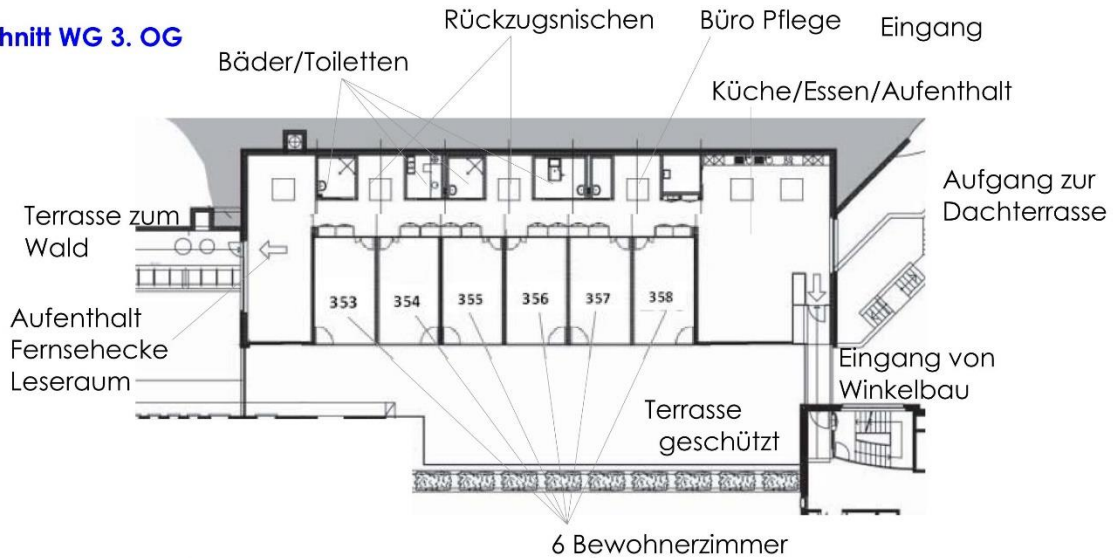 hnitt WG 3. OG
Rückzugsnischen
Büro Pflege
Eingang
Bäder/Toiletten
Küche/Essen/Aufenthalt
Terrasse zum
Wald
Aufgang zur
Dachterrasse
353
354
355
356
357
358
Aufenthalt
Fernsehecke
Leseraum
Eingang von
Winkelbau
Terrasse
geschützt
6 Bewohnerzimmer